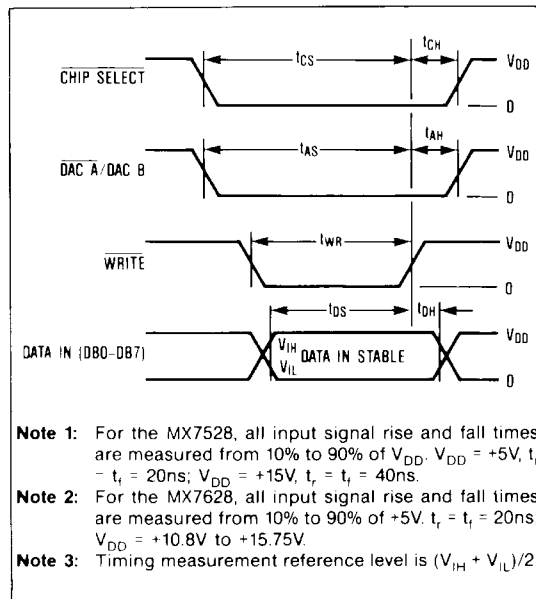 tCS
tCH
VDD
CHIP SELECT
0
tAS
tAH
VDD
DAC A/DAC B
0
tWR
VDD
WRITE
0
tDS
tDH
VDD
DATA IN (DB0-DB7)
VIH
DATA IN STABLE
VIL
0
Note 1: For the MX7528, all input signal rise and fall times
are measured from 10% to 90% of VDD. VDD = +5V, tr
= tf = 20ns; VDD = +15V, tr = tf = 40ns.
Note 2: For the MX7628, all input signal rise and fall times
are measured from 10% to 90% of +5V. tr = tf = 20ns
VDD = +10.8V to +15.75V.
Note 3: Timing measurement reference level is (VIH + VIL)/2